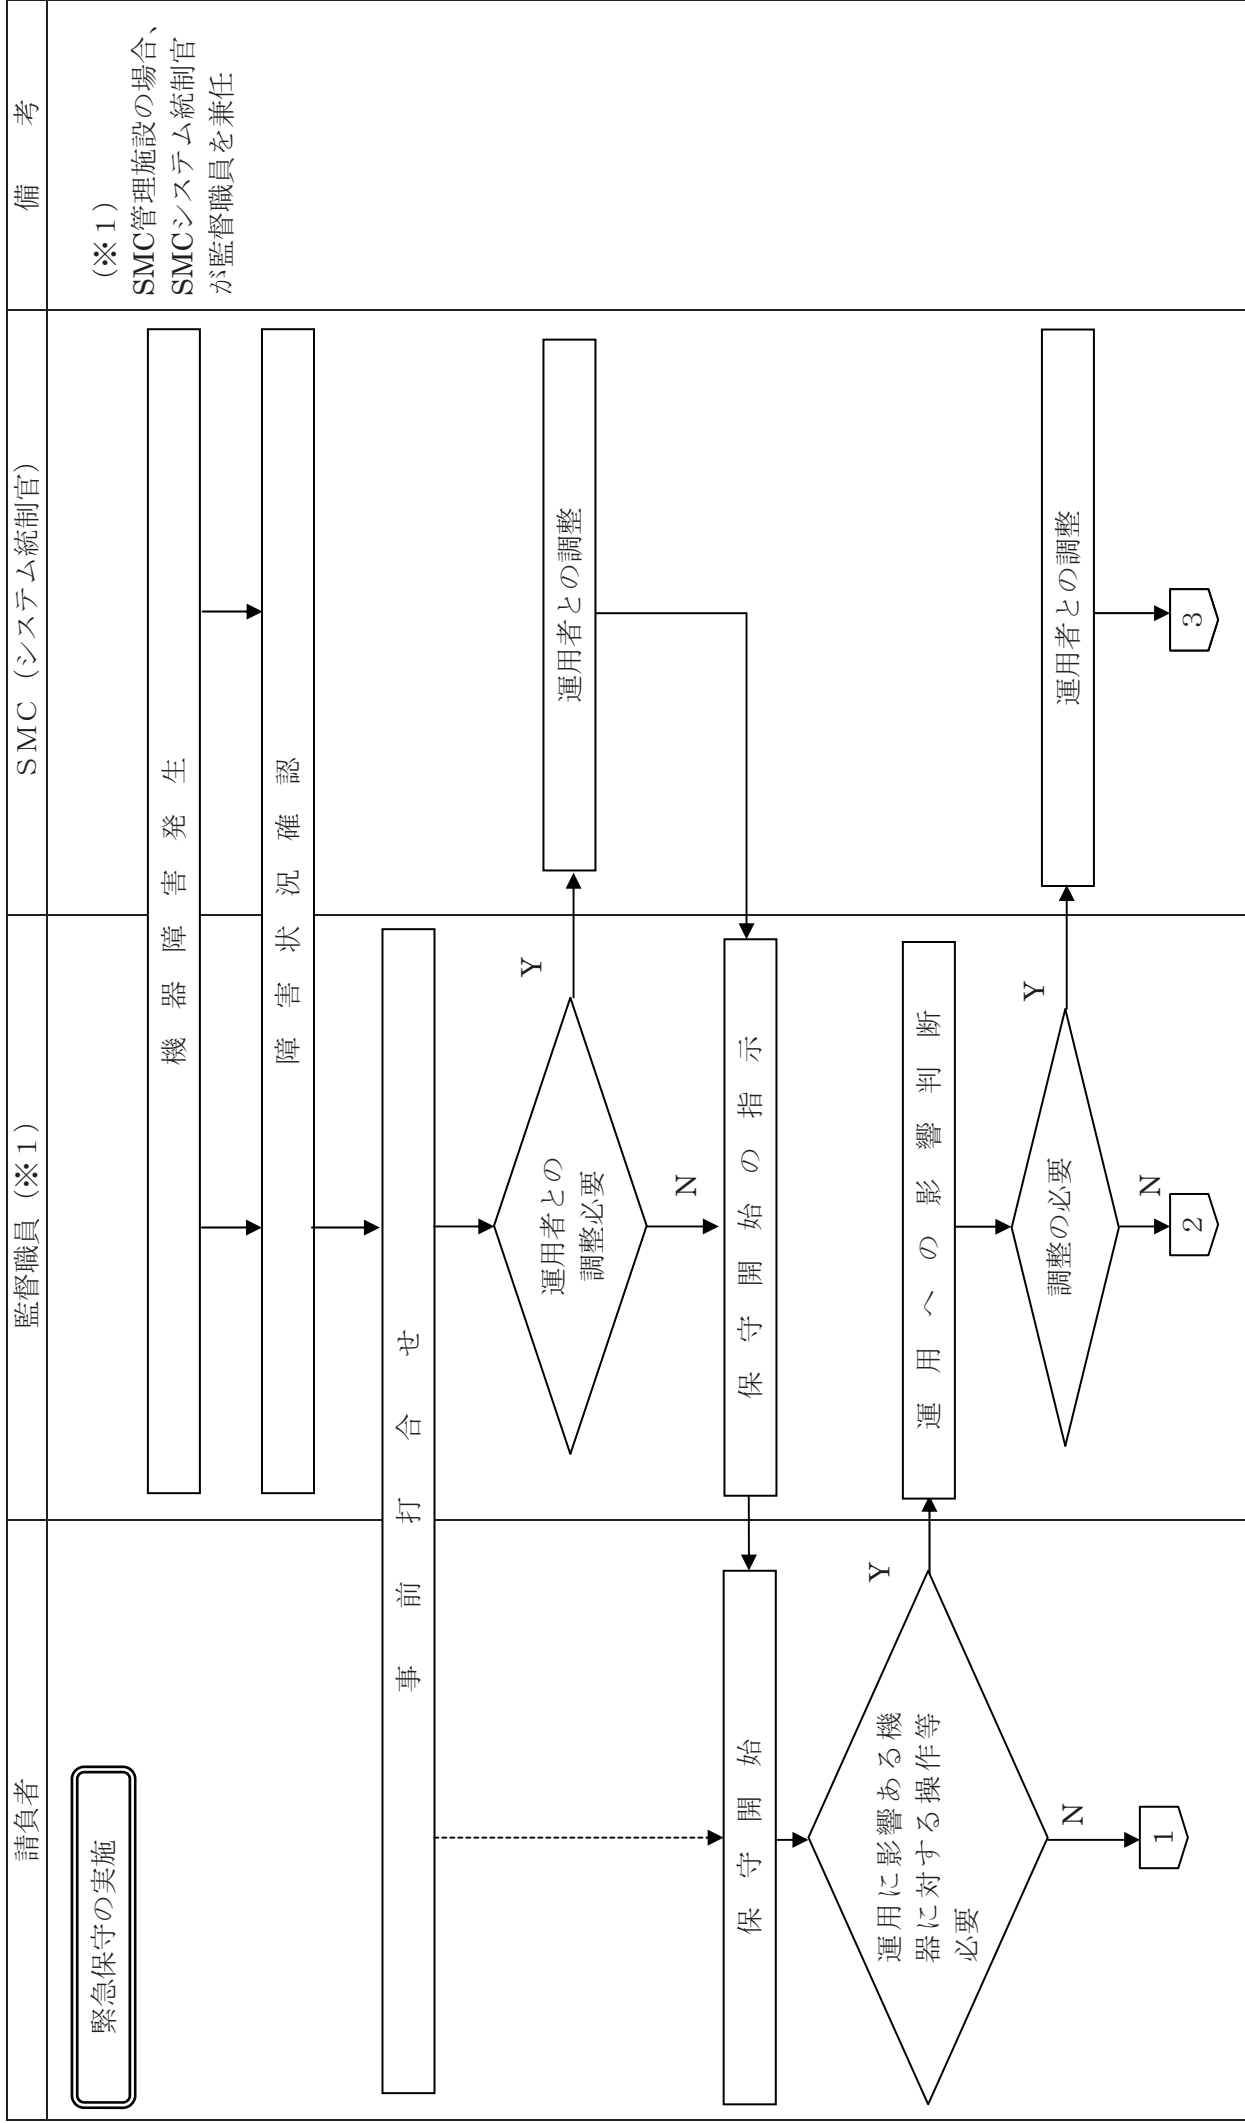 請負者
監督職員（※１）
SMC（システム統制官）
備　考
緊急保守の実施
（※１）
SMC管理施設の場合、
SMCシステム統制官
が監督職員を兼任
機器障害発生
障害状況確認
事前打合せ
運用者との
調整必要
Y
N
運用者との調整
保守開始の指示
保守開始
運用に影響ある機
器に対する操作等
必要
Y
N
運用への影響判断
調整の必要
Y
N
運用者との調整
1
2
3